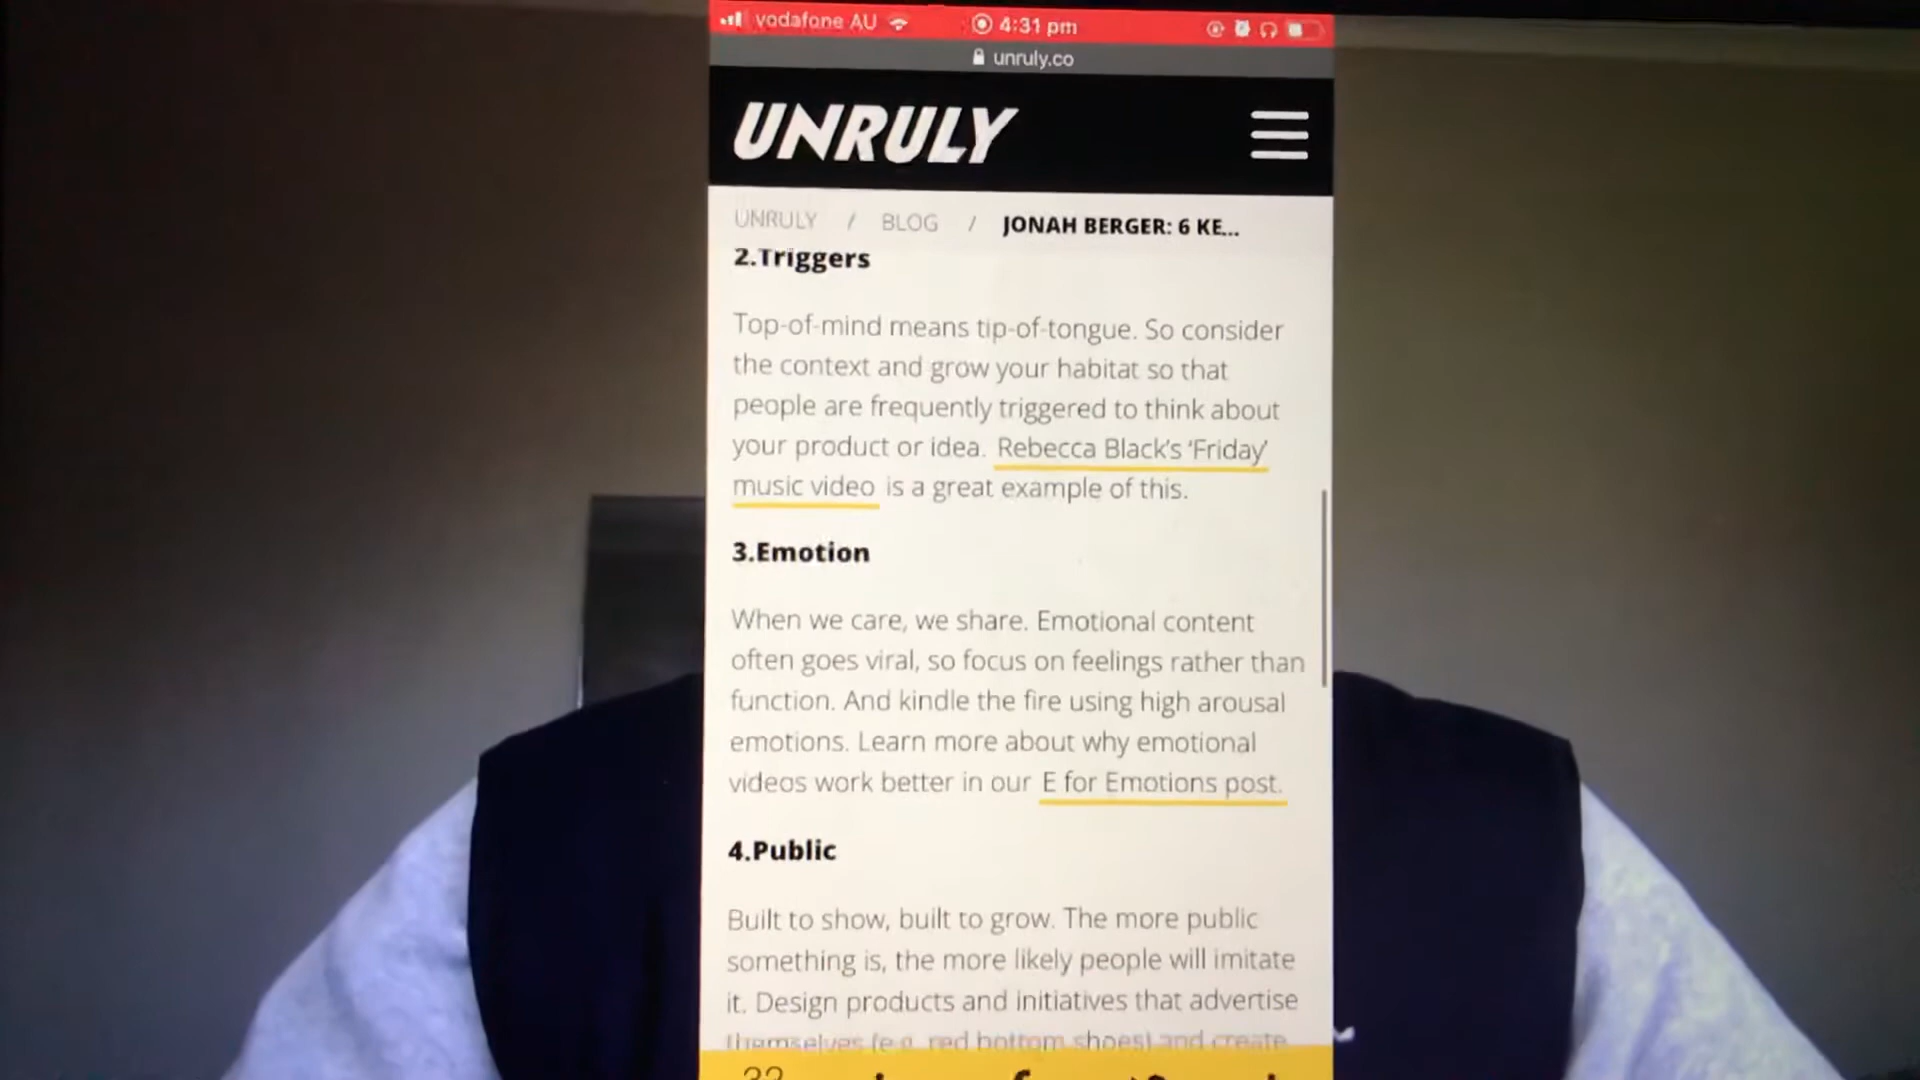 vodafone AU
4:31 pm
unruly.co
UNRULY
UNRULY / BLOG / JONAH BERGER: 6 KE...
2.Triggers
Top-of-mind means tip-of-tongue. So consider
the context and grow your habitat so that
people are frequently triggered to think about
your product or idea. Rebecca Black's 'Friday'
music video is a great example of this.
3.Emotion
When we care, we share. Emotional content
often goes viral, so focus on feelings rather than
function. And kindle the fire using high arousal
emotions. Learn more about why emotional
videos work better in our E for Emotions post.
4.Public
Built to show, built to grow. The more public
something is, the more likely people will imitate
it. Design products and initiatives that advertise
themselves (e.g. red bottom shoes) and create